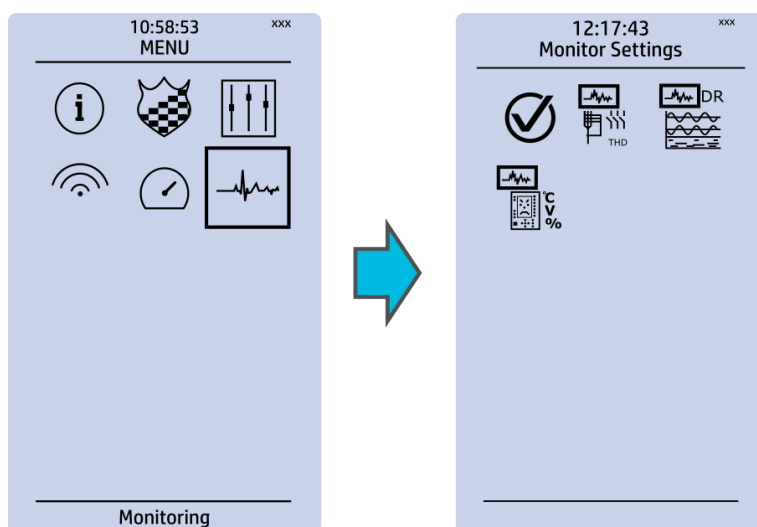 10:58:53
xxx
MENU
i
Monitoring
12:17:43
xxx
Monitor Settings
DR
THD
°C
V
%